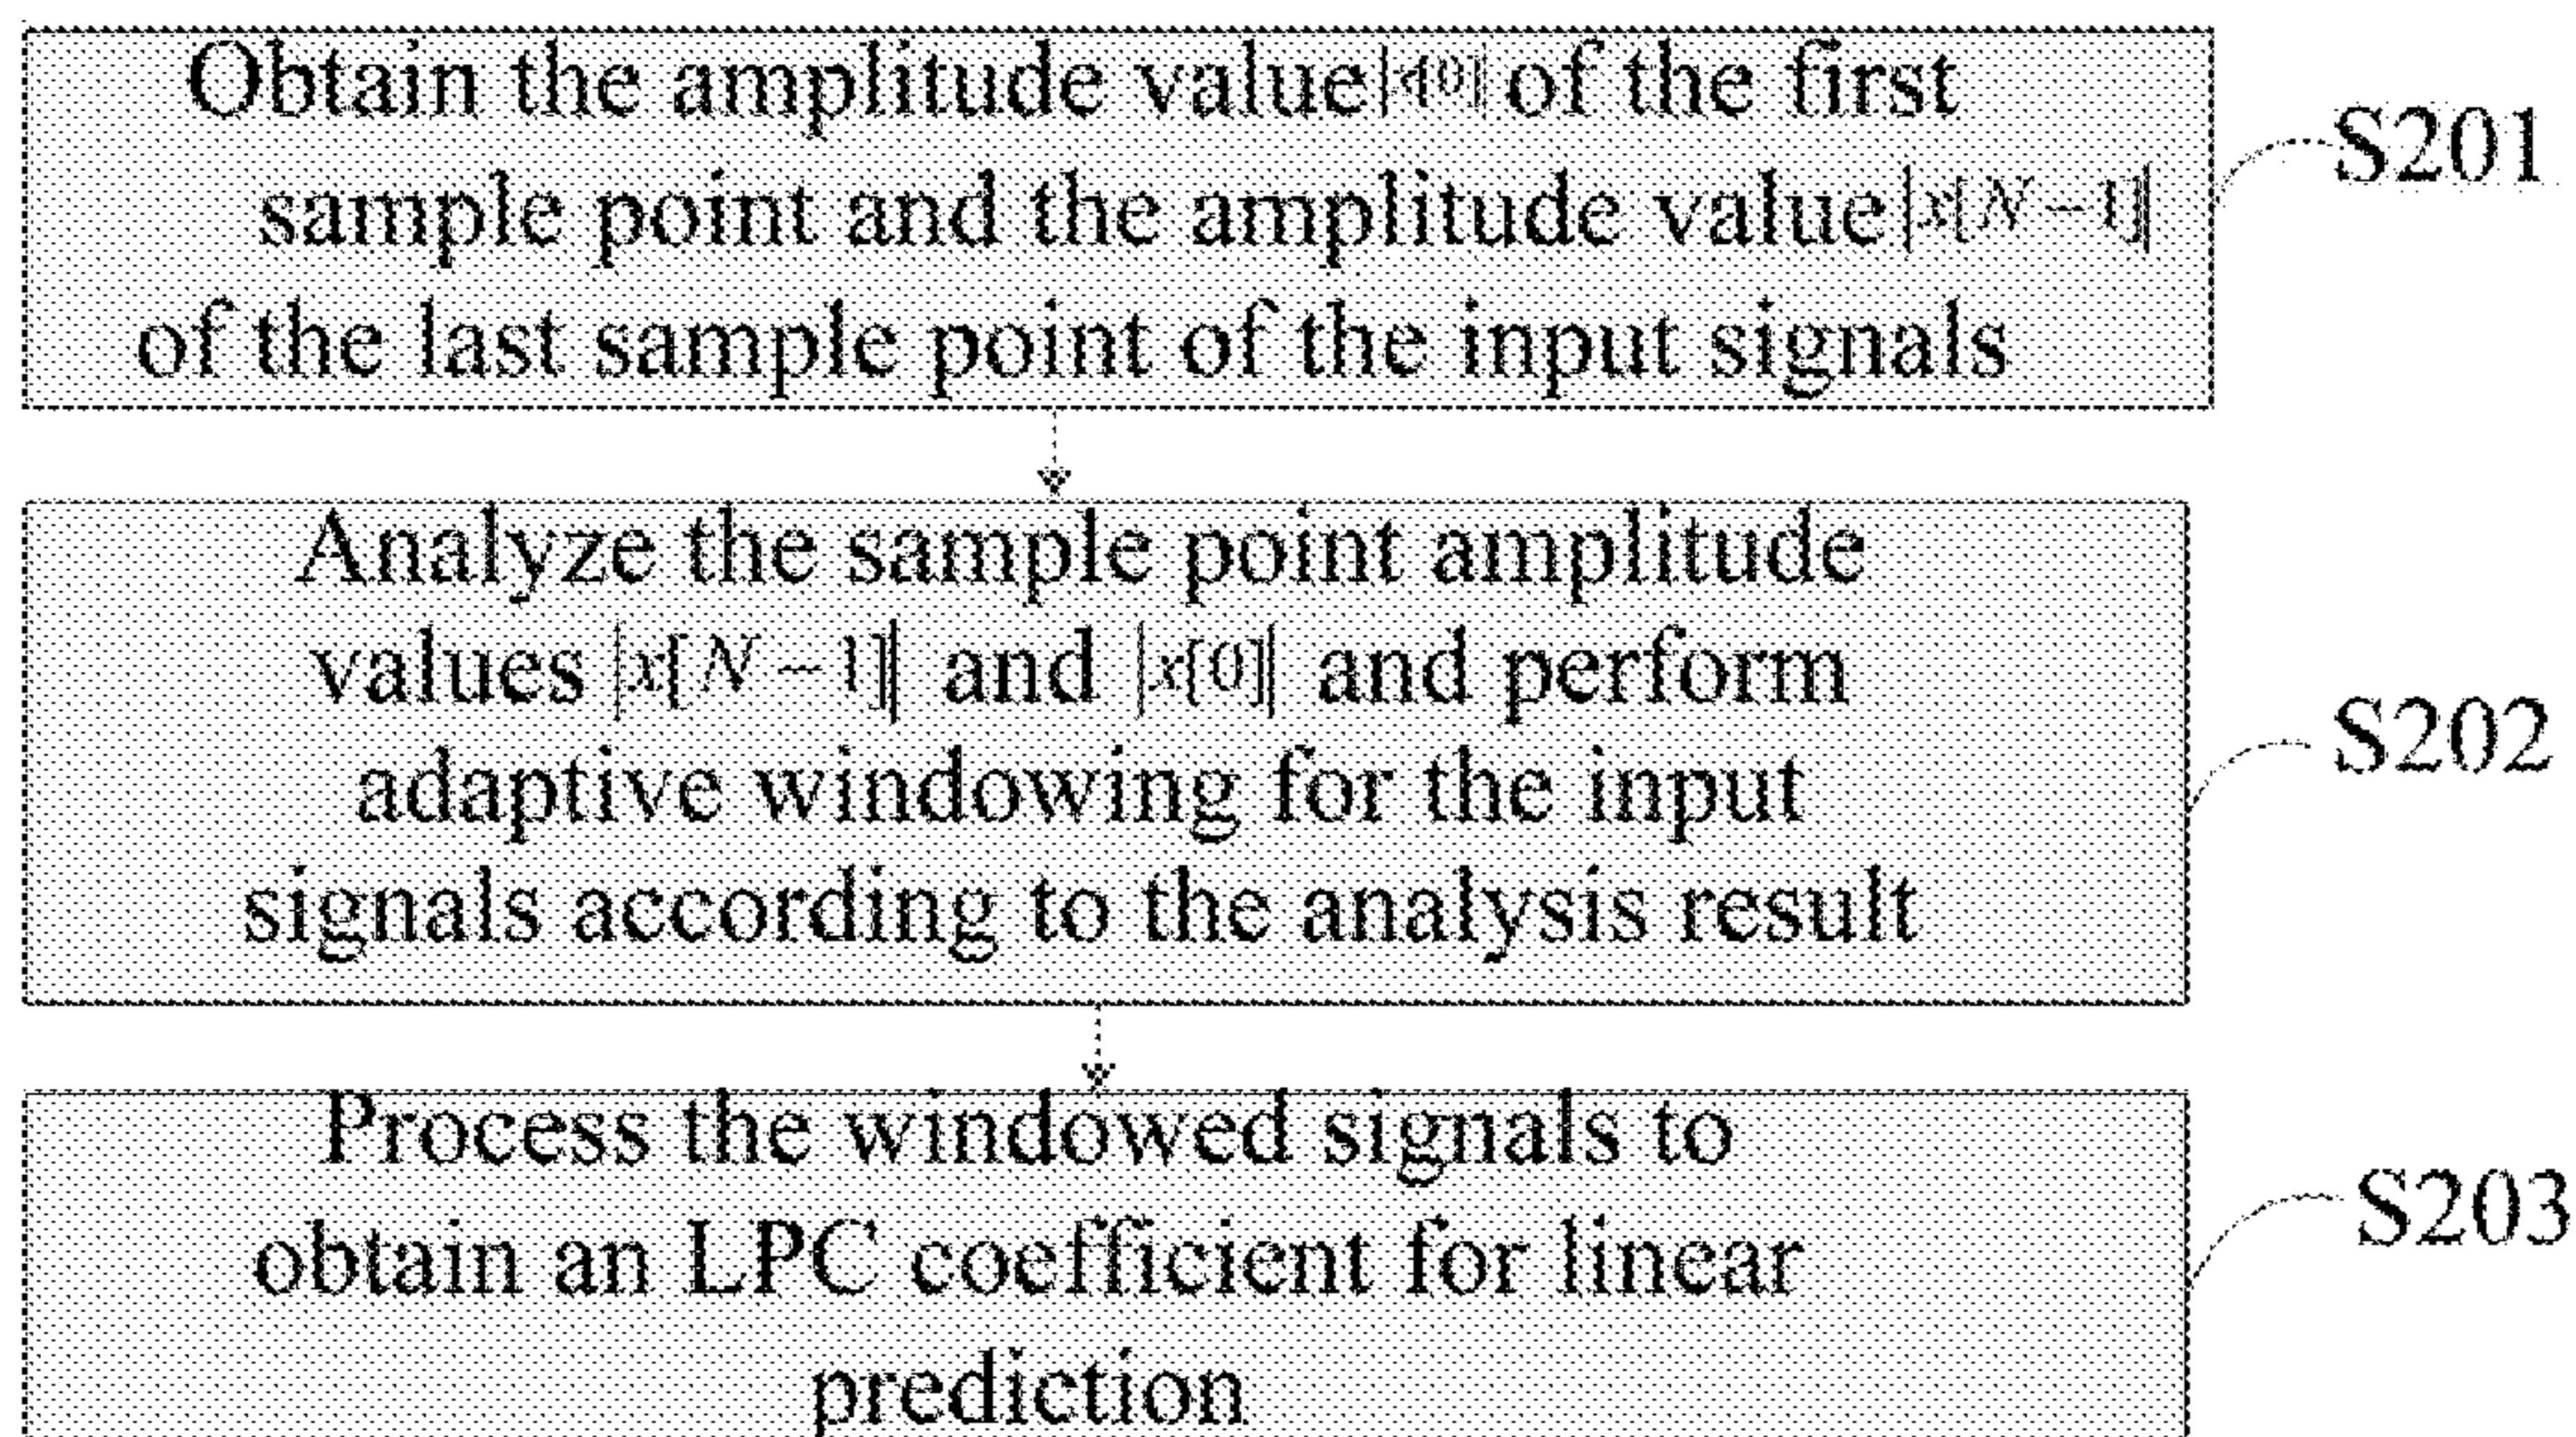 Obtain the amplitude value |x[0]| of the first
sample point and the amplitude value |x[N−1]|
of the last sample point of the input signals
S201
Analyze the sample point amplitude
values |x[N−1]| and |x[0]| and perform
adaptive windowing for the input
signals according to the analysis result
S202
Process the windowed signals to
obtain an LPC coefficient for linear
prediction
S203